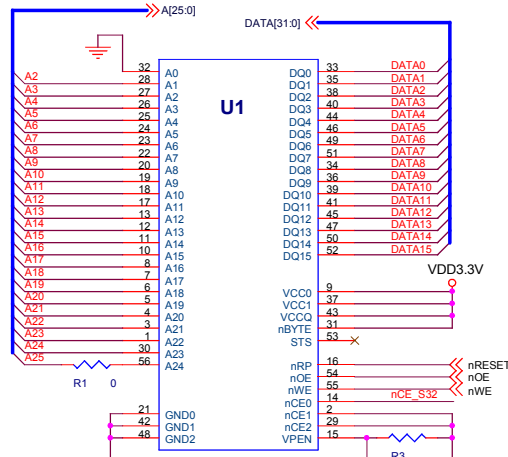 A[25:0]
DATA[31:0]
U1
32 A0 DQ0 33 DATA0
A2 28 A1 DQ1 35 DATA1
A3 27 A2 DQ2 38 DATA2
A4 26 A3 DQ3 40 DATA3
A5 25 A4 DQ4 44 DATA4
A6 24 A5 DQ5 46 DATA5
A7 23 A6 DQ6 49 DATA6
A8 22 A7 DQ7 51 DATA7
A9 20 A8 DQ8 34 DATA8
A10 19 A9 DQ9 36 DATA9
A11 18 A10 DQ10 39 DATA10
A12 17 A11 DQ11 41 DATA11
A13 13 A12 DQ12 45 DATA12
A14 12 A13 DQ13 47 DATA13
A15 11 A14 DQ14 50 DATA14
A16 10 A15 DQ15 52 DATA15
A17 8 A16
A18 7 A17
A19 6 A18
A20 5 A19
A21 4 A20
A22 3 A21
A23 1 A22
A24 30 A23
A25 56 A24
R1 0
VDD3.3V
VCC0 9
VCC1 37
VCCQ 43
nBYTE 31
STS 53
nRP 16 nRESET
nOE 54 nOE
nWE 55 nWE
nCE0 14 nCE_S32
21 GND0 nCE1 2
42 GND1 nCE2 29
48 GND2 VPEN 15
R3